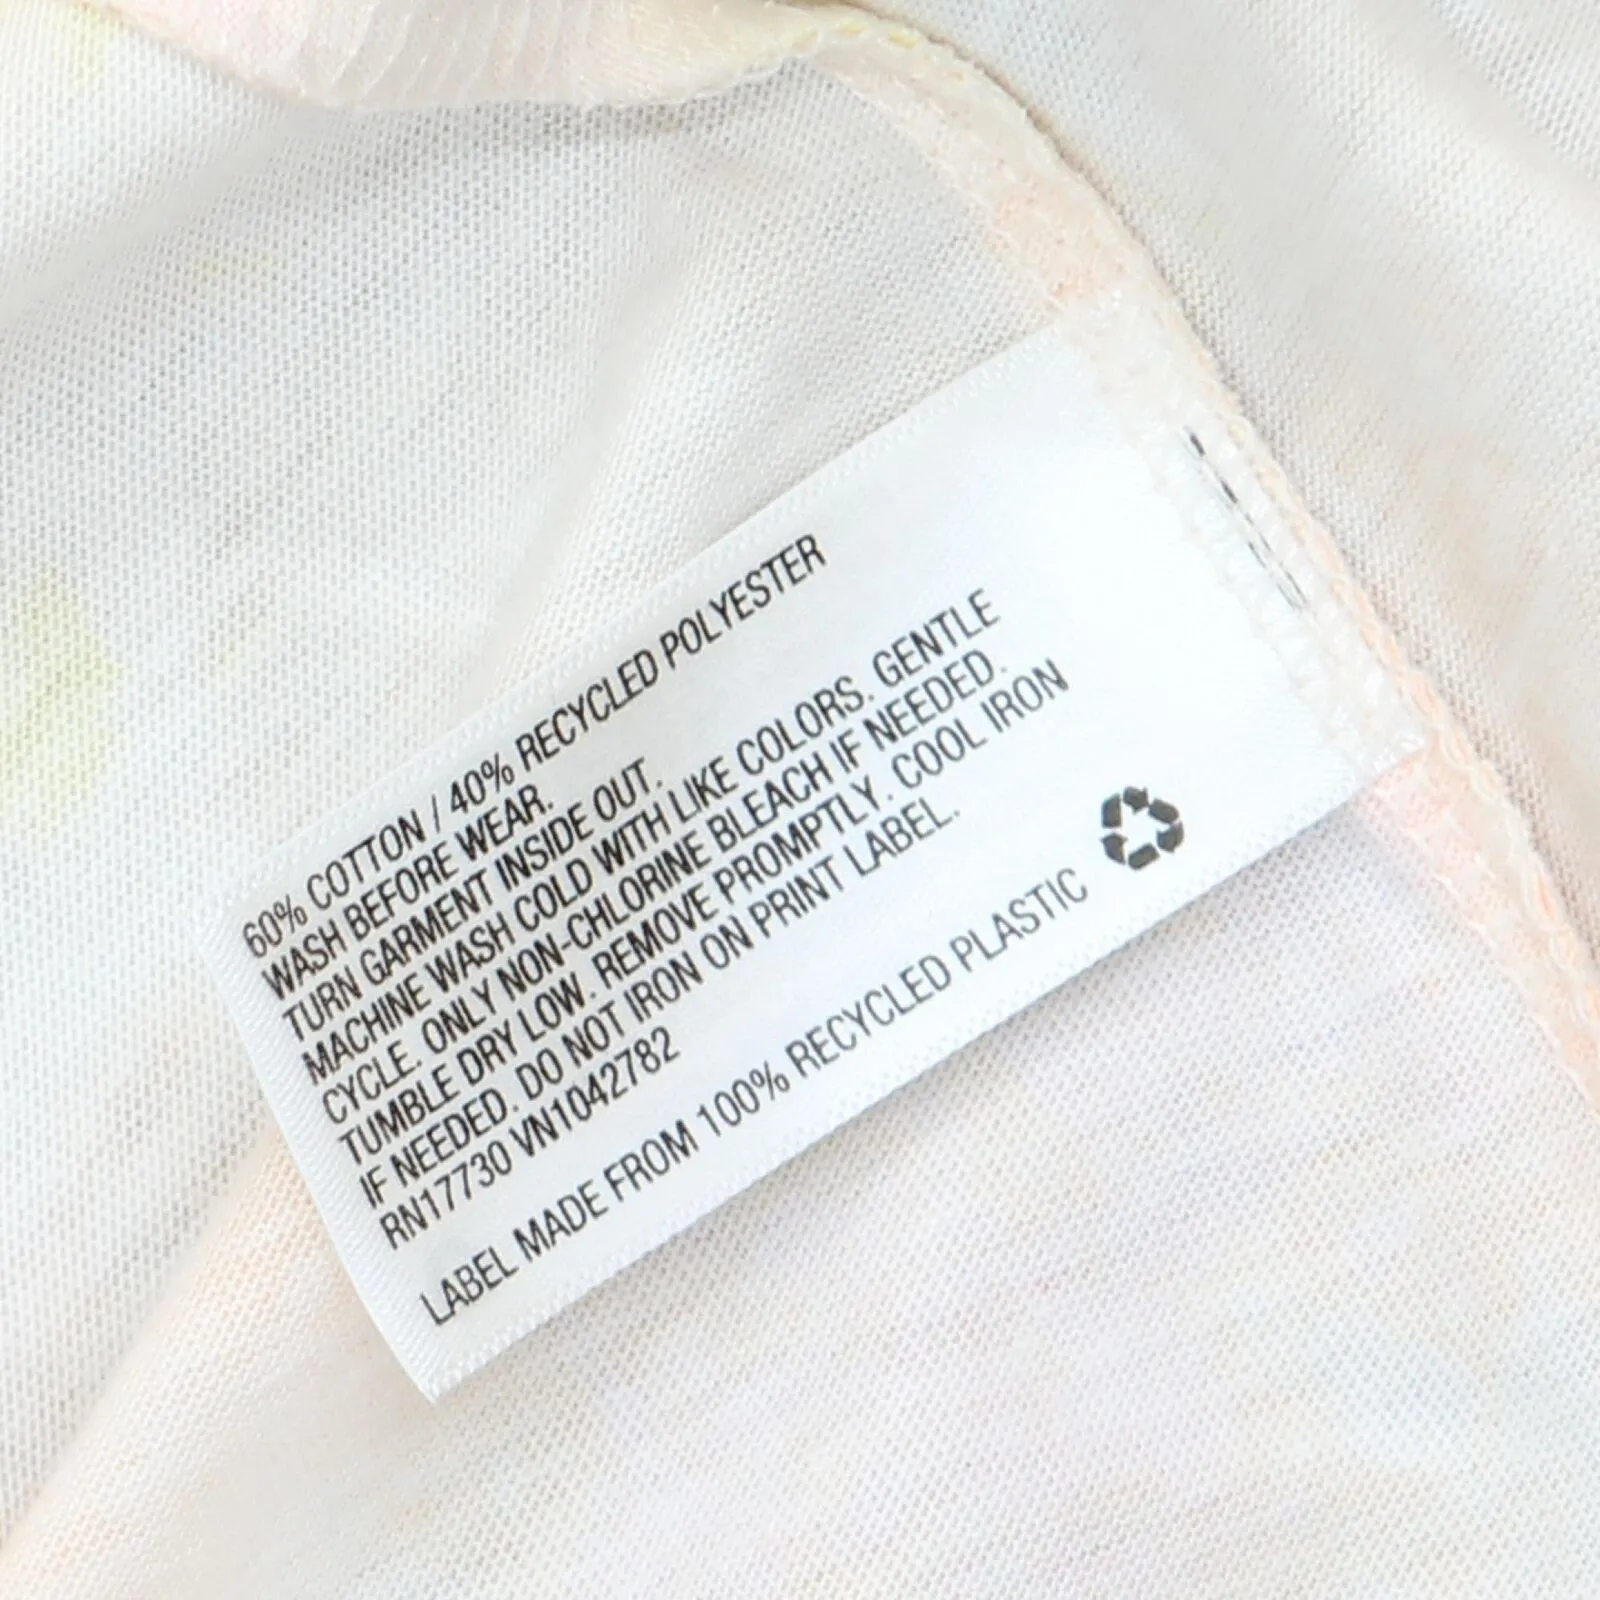 60% COTTON / 40% RECYCLED POLYESTER
WASH BEFORE WEAR.
TURN GARMENT INSIDE OUT.
MACHINE WASH COLD WITH LIKE COLORS. GENTLE
CYCLE. ONLY NON-CHLORINE BLEACH IF NEEDED.
TUMBLE DRY LOW. REMOVE PROMPTLY. COOL IRON
IF NEEDED. DO NOT IRON ON PRINT LABEL.
RN17730 VN1042782
LABEL MADE FROM 100% RECYCLED PLASTIC